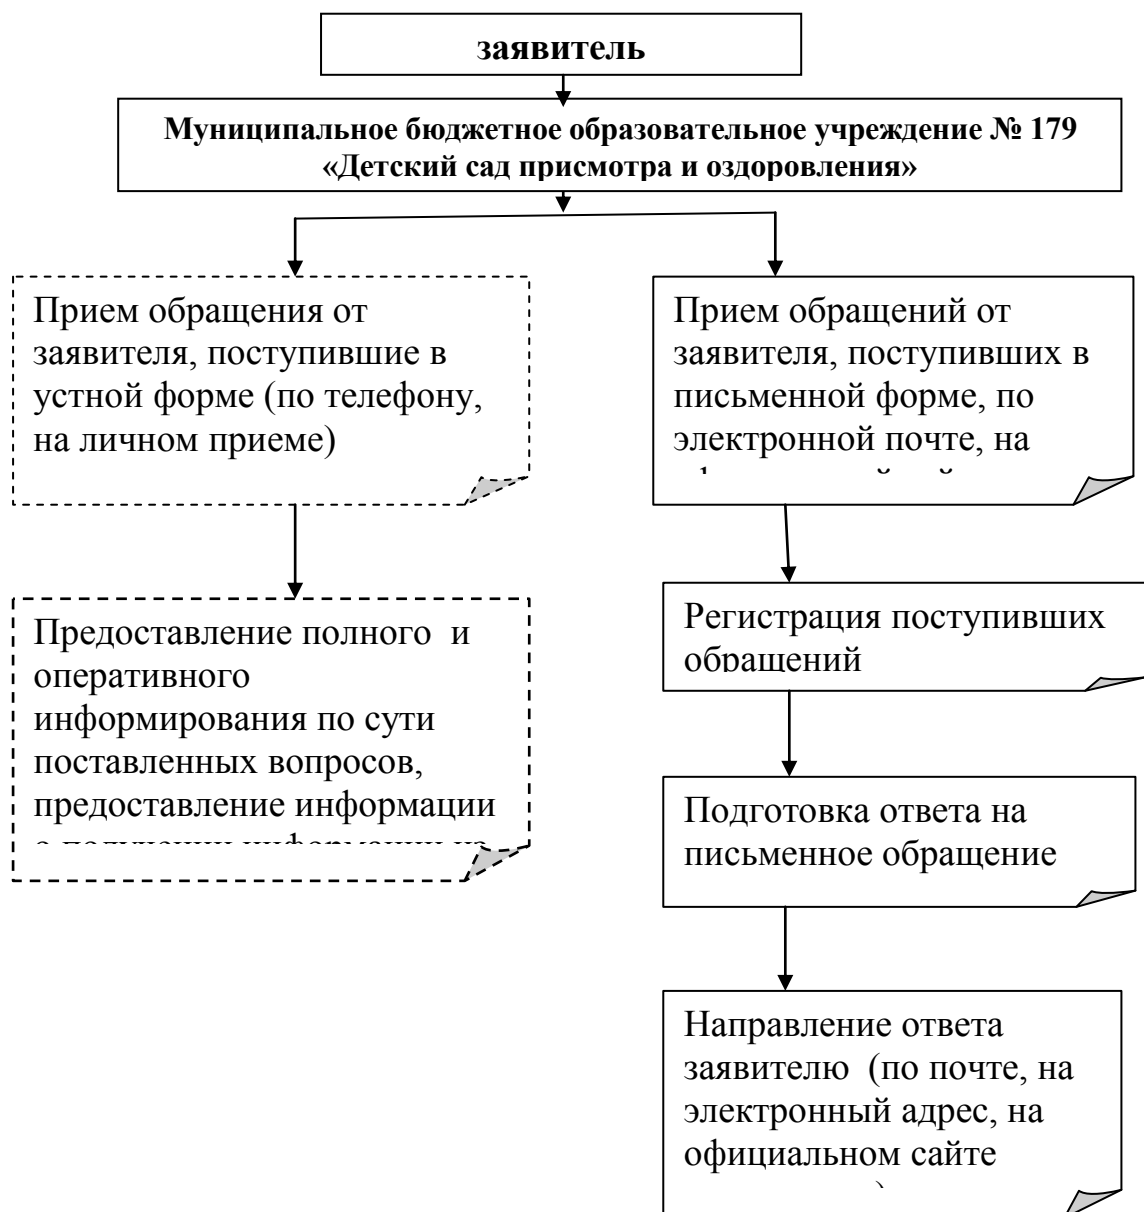 заявитель
Муниципальное бюджетное образовательное учреждение № 179
«Детский сад присмотра и оздоровления»
Прием обращения от
заявителя, поступившие в
устной форме (по телефону,
на личном приеме)
Прием обращений от
заявителя, поступивших в
письменной форме, по
электронной почте, на
Предоставление полного  и
оперативного
информирования по сути
поставленных вопросов,
предоставление информации
Регистрация поступивших
обращений
Подготовка ответа на
письменное обращение
Направление ответа
заявителю  (по почте, на
электронный адрес, на
официальном сайте